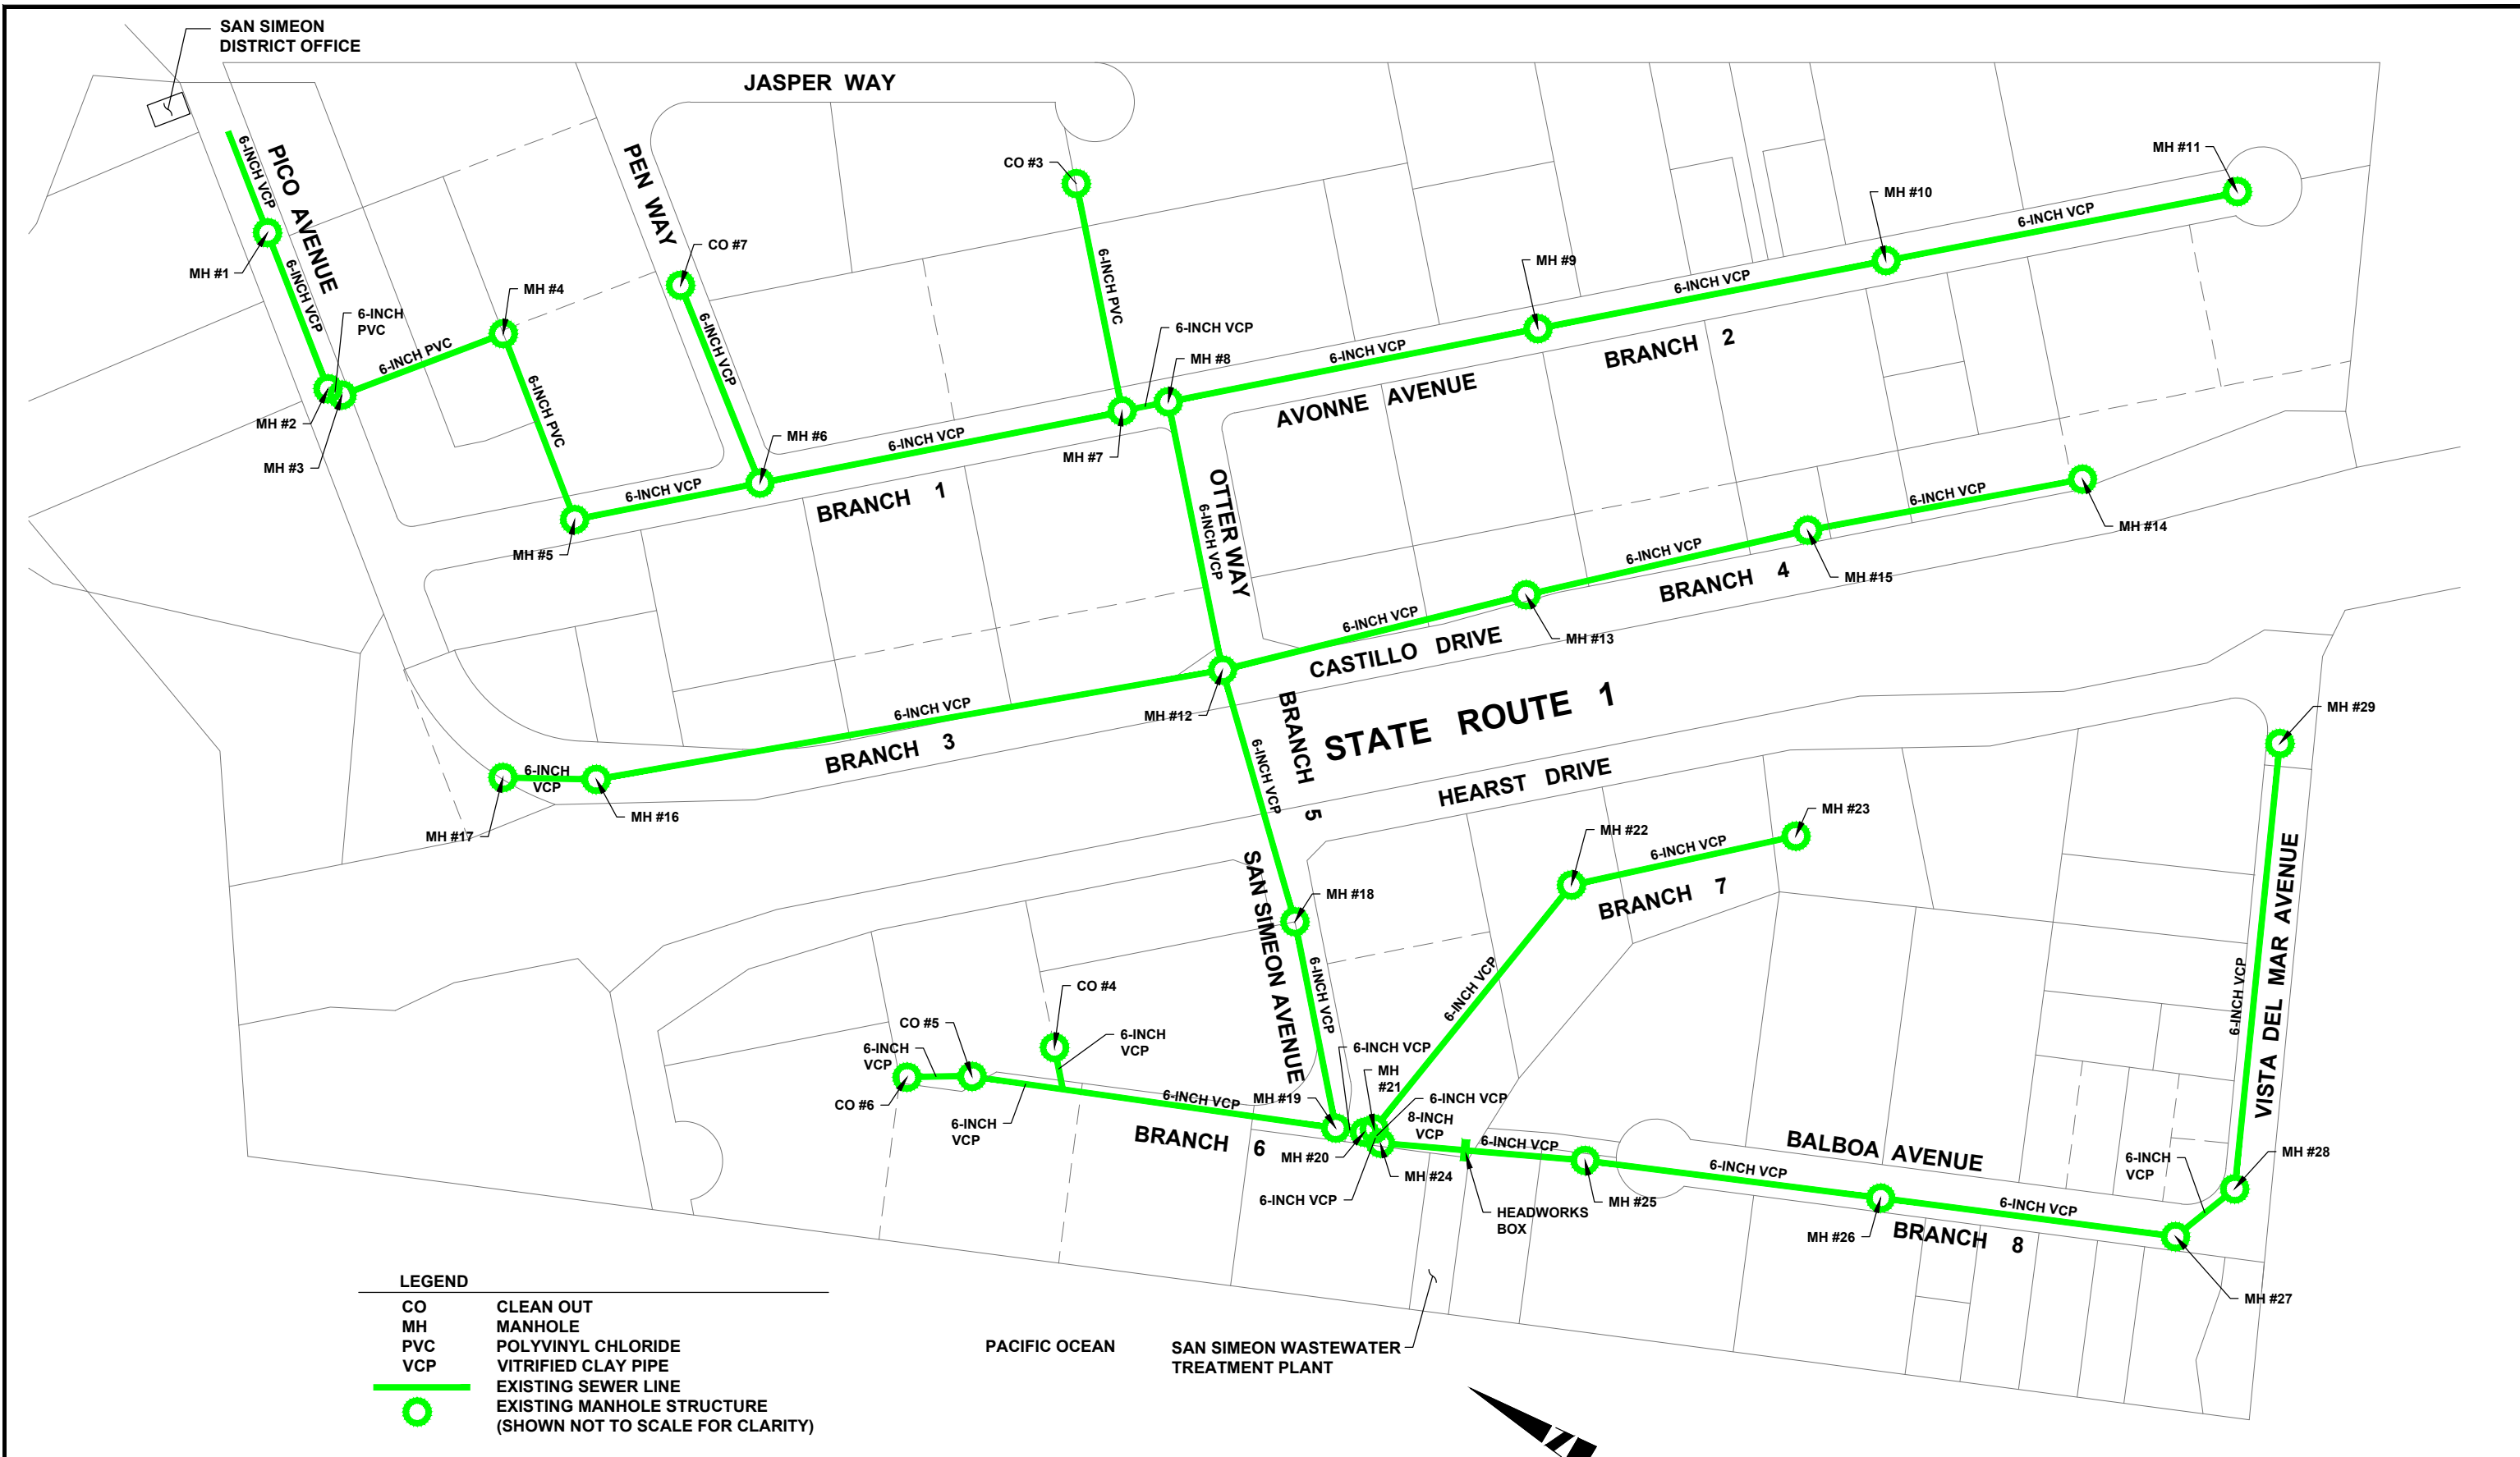 SAN SIMEON
DISTRICT OFFICE
JASPER WAY
6-INCH VCP
PICO AVENUE
PEN WAY
CO #3
MH #11
MH #10
6-INCH VCP
MH #1
6-INCH VCP
CO #7
MH #9
6-INCH VCP
6-INCH PVC
MH #4
6-INCH
PVC
6-INCH VCP
6-INCH VCP
BRANCH 2
6-INCH PVC
6-INCH VCP
MH #8
AVONNE AVENUE
6-INCH PVC
MH #2
MH #3
MH #6
6-INCH VCP
MH #7
6-INCH VCP
BRANCH 1
MH #5
OTTER WAY
6-INCH VCP
6-INCH VCP
MH #14
6-INCH VCP
MH #15
BRANCH 4
6-INCH VCP
MH #13
CASTILLO DRIVE
6-INCH VCP
MH #12
BRANCH 3
6-INCH
VCP
MH #16
MH #17
BRANCH 5
6-INCH VCP
STATE ROUTE 1
MH #29
HEARST DRIVE
MH #23
MH #22
6-INCH VCP
BRANCH 7
SAN SIMEON AVENUE
MH #18
6-INCH VCP
6-INCH VCP
6-INCH VCP
VISTA DEL MAR AVENUE
CO #4
CO #5
6-INCH
VCP
6-INCH
VCP
CO #6
6-INCH
VCP
6-INCH VCP
BRANCH 6
MH #19
6-INCH VCP
MH
#21
6-INCH VCP
8-INCH
VCP
MH #20
6-INCH VCP
MH #24
6-INCH VCP
HEADWORKS
BOX
MH #25
6-INCH VCP
BALBOA AVENUE
MH #26
BRANCH 8
6-INCH VCP
6-INCH
VCP
MH #28
MH #27
LEGEND
CO CLEAN OUT
MH MANHOLE
PVC POLYVINYL CHLORIDE
VCP VITRIFIED CLAY PIPE
EXISTING SEWER LINE
EXISTING MANHOLE STRUCTURE
(SHOWN NOT TO SCALE FOR CLARITY)
PACIFIC OCEAN
SAN SIMEON WASTEWATER
TREATMENT PLANT